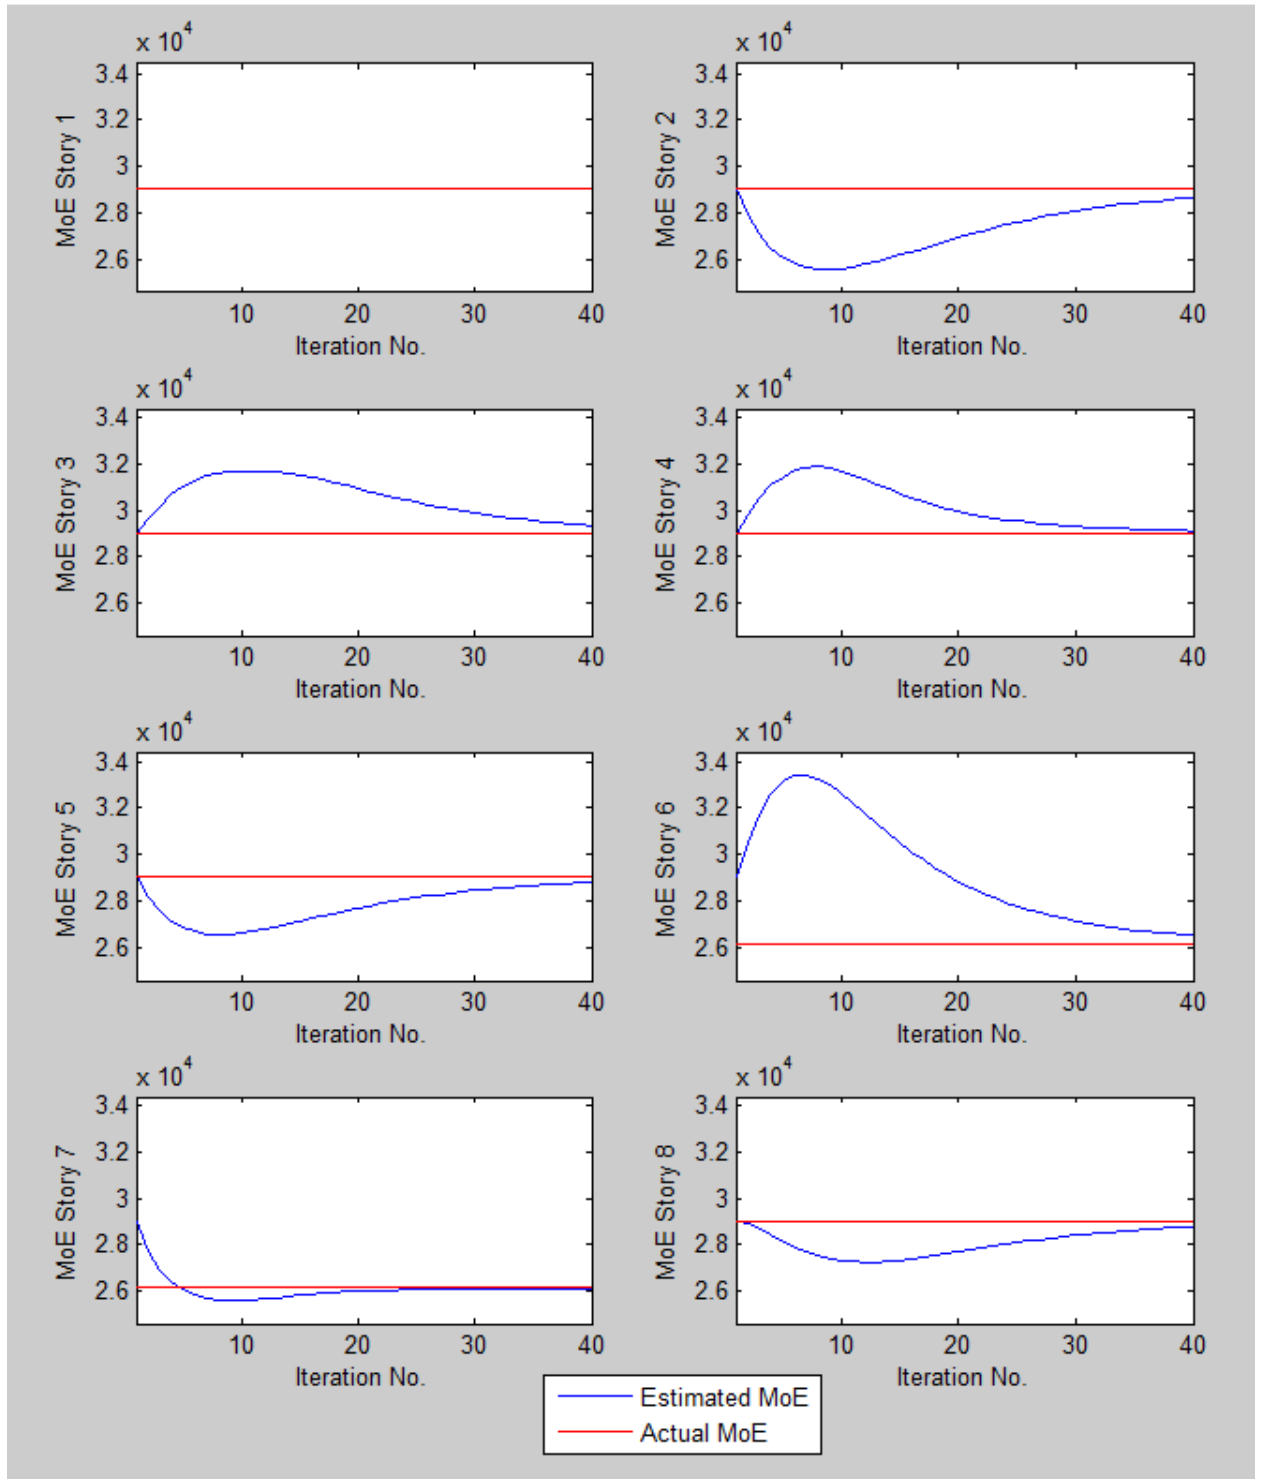 x 10^4
3.4
3.2
3
2.8
2.6
MoE Story 1
10 20 30 40
Iteration No.
x 10^4
3.4
3.2
3
2.8
2.6
MoE Story 2
10 20 30 40
Iteration No.
x 10^4
3.4
3.2
3
2.8
2.6
MoE Story 3
10 20 30 40
Iteration No.
x 10^4
3.4
3.2
3
2.8
2.6
MoE Story 4
10 20 30 40
Iteration No.
x 10^4
3.4
3.2
3
2.8
2.6
MoE Story 5
10 20 30 40
Iteration No.
x 10^4
3.4
3.2
3
2.8
2.6
MoE Story 6
10 20 30 40
Iteration No.
x 10^4
3.4
3.2
3
2.8
2.6
MoE Story 7
10 20 30 40
Iteration No.
x 10^4
3.4
3.2
3
2.8
2.6
MoE Story 8
10 20 30 40
Iteration No.
Estimated MoE
Actual MoE